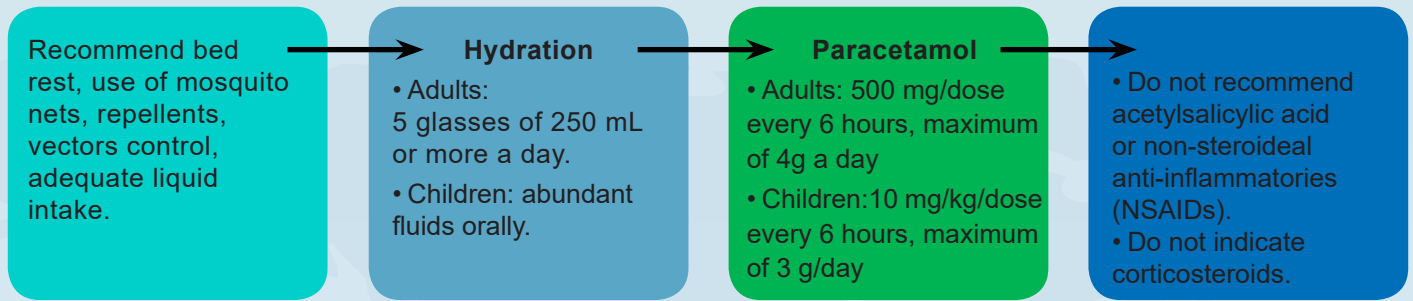 Recommend bed
rest, use of mosquito
nets, repellents,
vectors control,
adequate liquid
intake.
Hydration
• Adults:
5 glasses of 250 mL
or more a day.
• Children: abundant
fluids orally.
Paracetamol
• Adults: 500 mg/dose
every 6 hours, maximum
of 4g a day
• Children:10 mg/kg/dose
every 6 hours, maximum
of 3 g/day
• Do not recommend
acetylsalicylic acid
or non-steroideal
anti-inflammatories
(NSAIDs).
• Do not indicate
corticosteroids.